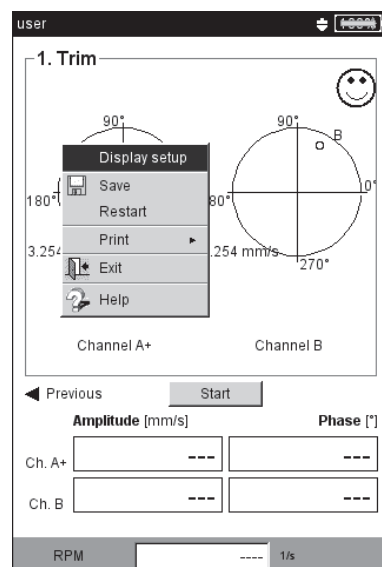 user
100%
1. Trim
90°
90°
B
Display setup
Save
Restart
Print
Exit
Help
180°
80°
0°
3.254
.254 mm/s
270°
Channel A+
Channel B
Previous
Start
Amplitude [mm/s]
Phase [°]
Ch. A+
---
---
Ch. B
---
---
RPM
----
1/s